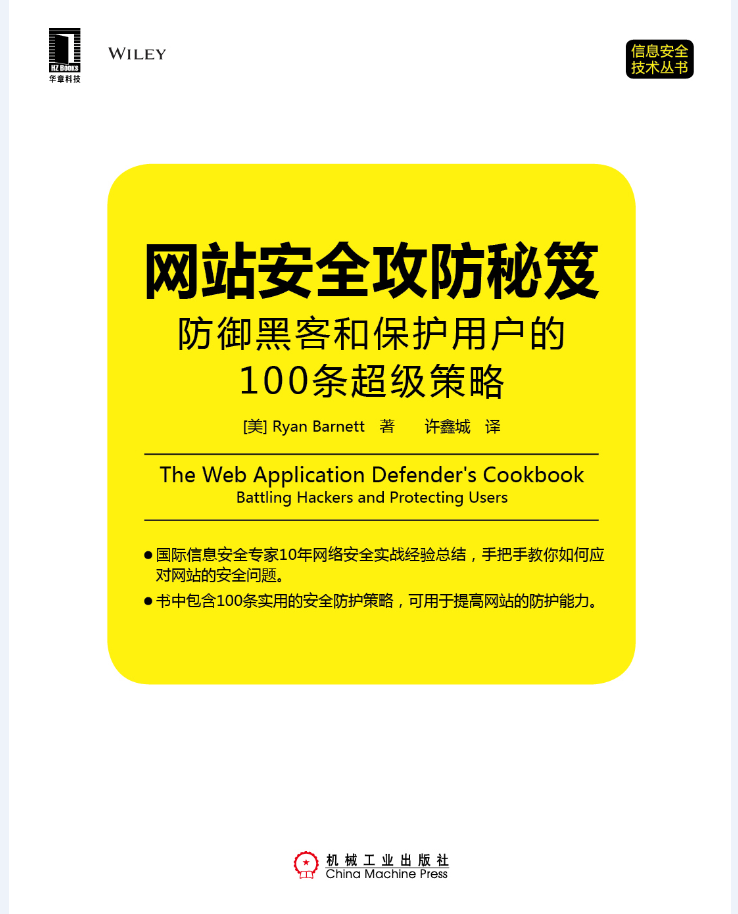 HZ Books
华章科技
WILEY
信息安全
技术丛书
网站安全攻防秘笈
防御黑客和保护用户的
100条超级策略
[美] Ryan Barnett 著 许鑫城 译
The Web Application Defender's Cookbook
Battling Hackers and Protecting Users
●国际信息安全专家10年网络安全实战经验总结，手把手教你如何应
对网站的安全问题。
●书中包含100条实用的安全防护策略，可用于提高网站的防护能力。
机械工业出版社
China Machine Press